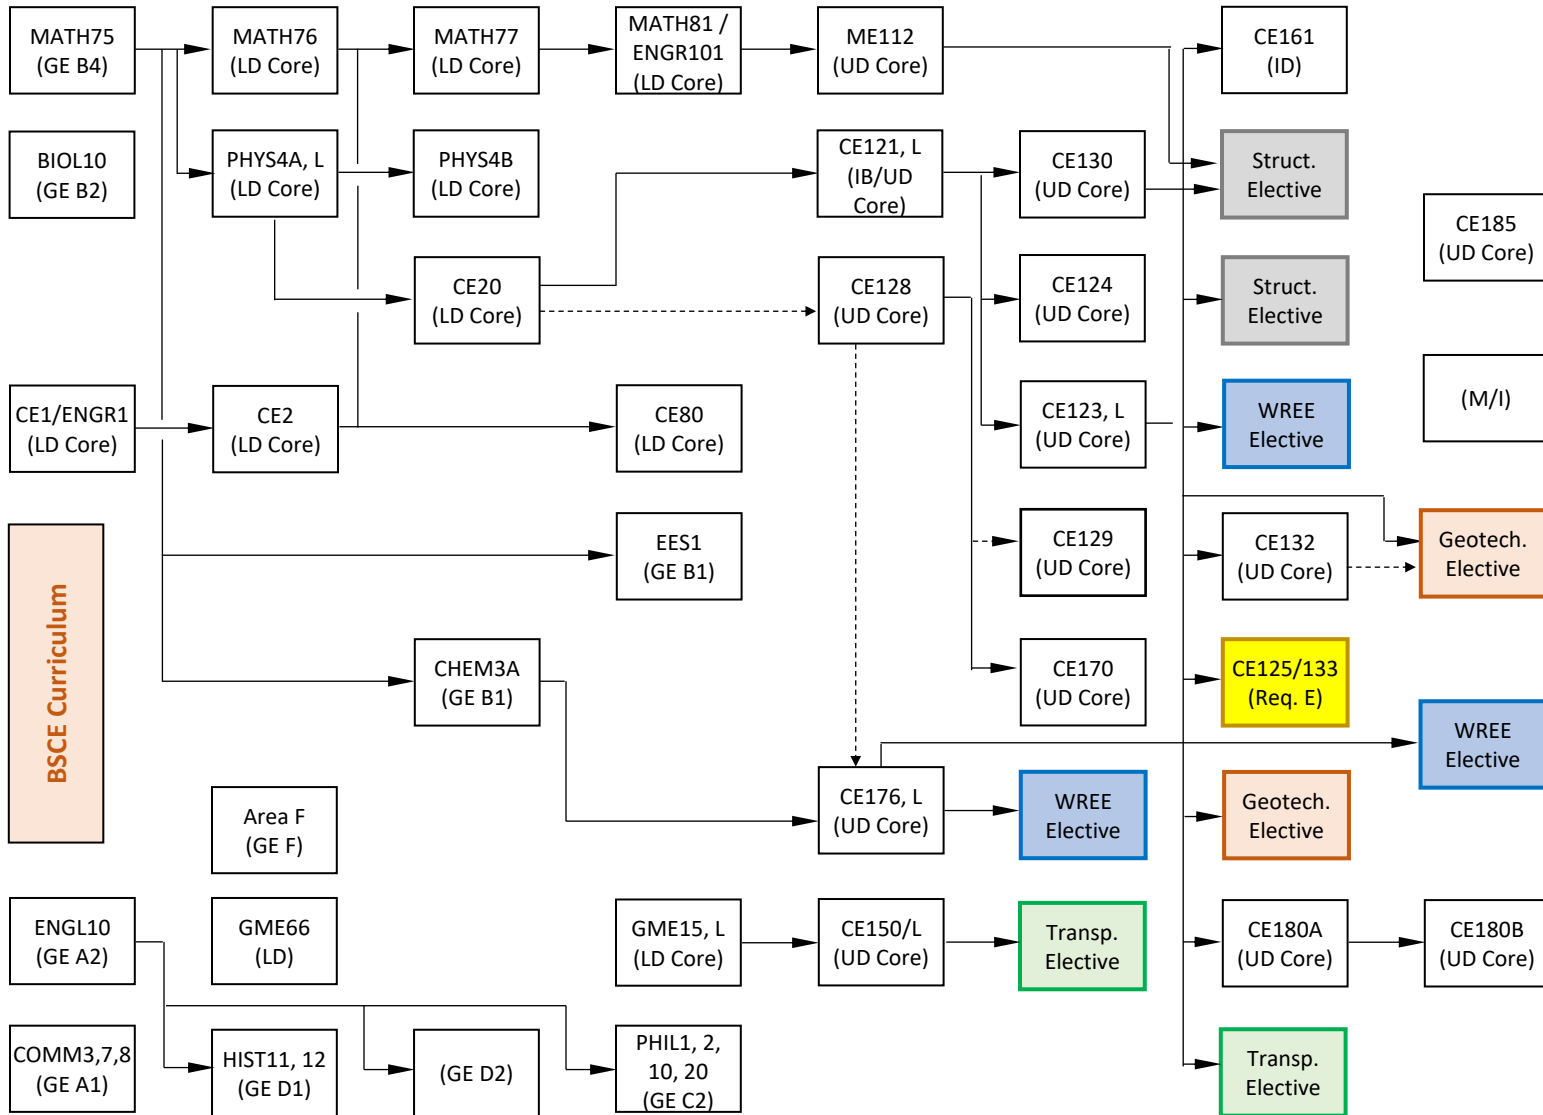 MATH75
(GE B4)
MATH76
(LD Core)
MATH77
(LD Core)
MATH81 /
ENGR101
(LD Core)
ME112
(UD Core)
CE161
(ID)
BIOL10
(GE B2)
PHYS4A, L
(LD Core)
PHYS4B
(LD Core)
CE121, L
(IB/UD
Core)
CE130
(UD Core)
Struct.
Elective
CE185
(UD Core)
CE20
(LD Core)
CE128
(UD Core)
CE124
(UD Core)
Struct.
Elective
CE1/ENGR1
(LD Core)
CE2
(LD Core)
CE80
(LD Core)
CE123, L
(UD Core)
WREE
Elective
(M/I)
BSCE Curriculum
EES1
(GE B1)
CE129
(UD Core)
CE132
(UD Core)
Geotech.
Elective
CHEM3A
(GE B1)
CE170
(UD Core)
CE125/133
(Req. E)
WREE
Elective
Area F
(GE F)
CE176, L
(UD Core)
WREE
Elective
Geotech.
Elective
ENGL10
(GE A2)
GME66
(LD)
GME15, L
(LD Core)
CE150/L
(UD Core)
Transp.
Elective
CE180A
(UD Core)
CE180B
(UD Core)
COMM3,7,8
(GE A1)
HIST11, 12
(GE D1)
(GE D2)
PHIL1, 2,
10, 20
(GE C2)
Transp.
Elective